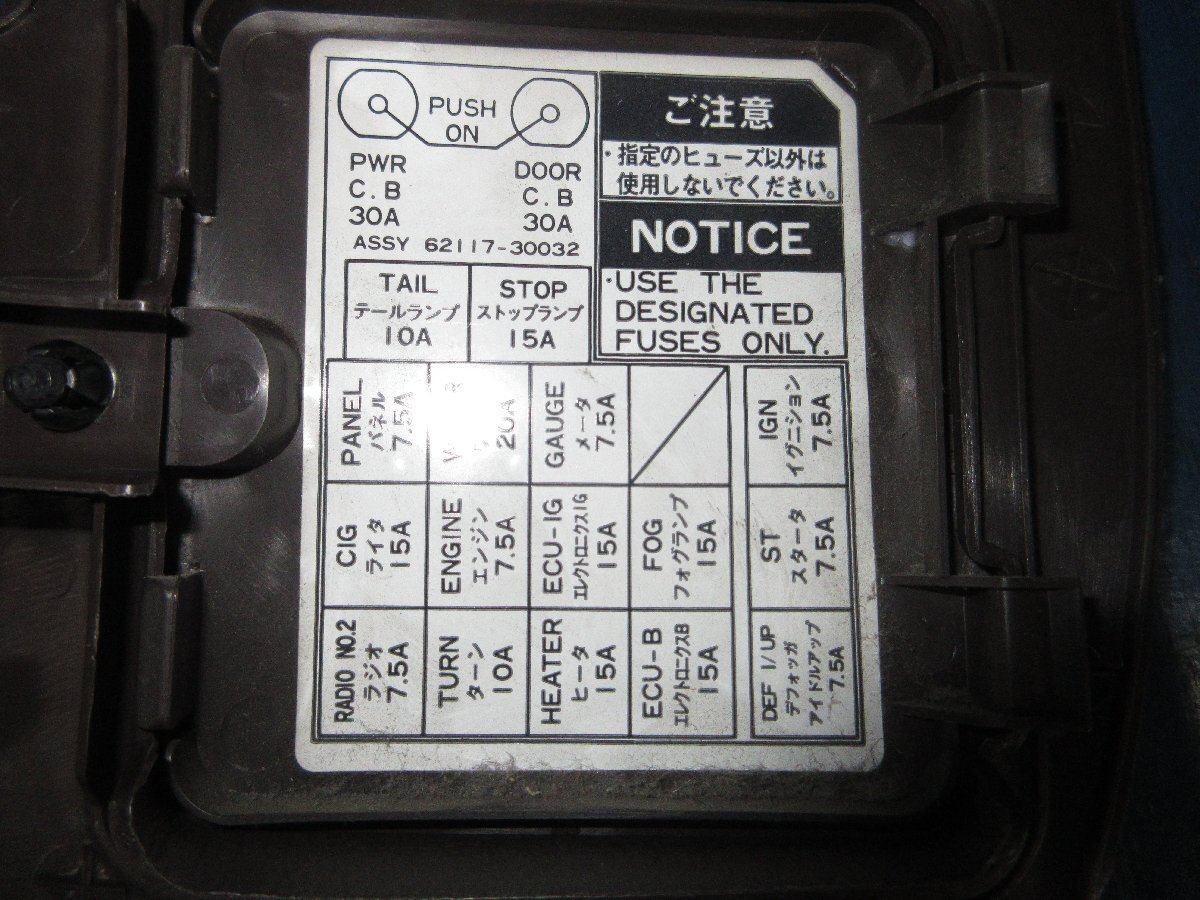 PUSH
ON
PWR
C.B
30A
DOOR
C.B
30A
ASSY 62117-30032
ご注意
・指定のヒューズ以外は
使用しないでください。
NOTICE
・USE THE
DESIGNATED
FUSES ONLY.
TAIL
テールランプ
10A
STOP
ストップランプ
15A
PANEL
パネル
7.5A
20A
GAUGE
メータ
7.5A
IGN
イグニション
7.5A
CIG
ライタ
15A
ENGINE
エンジン
7.5A
ECU-IG
エレクトロニクスIG
15A
FOG
フォグランプ
15A
ST
スタータ
7.5A
RADIO NO.2
ラジオ
7.5A
TURN
ターン
10A
HEATER
ヒータ
15A
ECU-B
エレクトロニクスB
15A
DEF I/UP
デフォッガ
アイドルアップ
7.5A